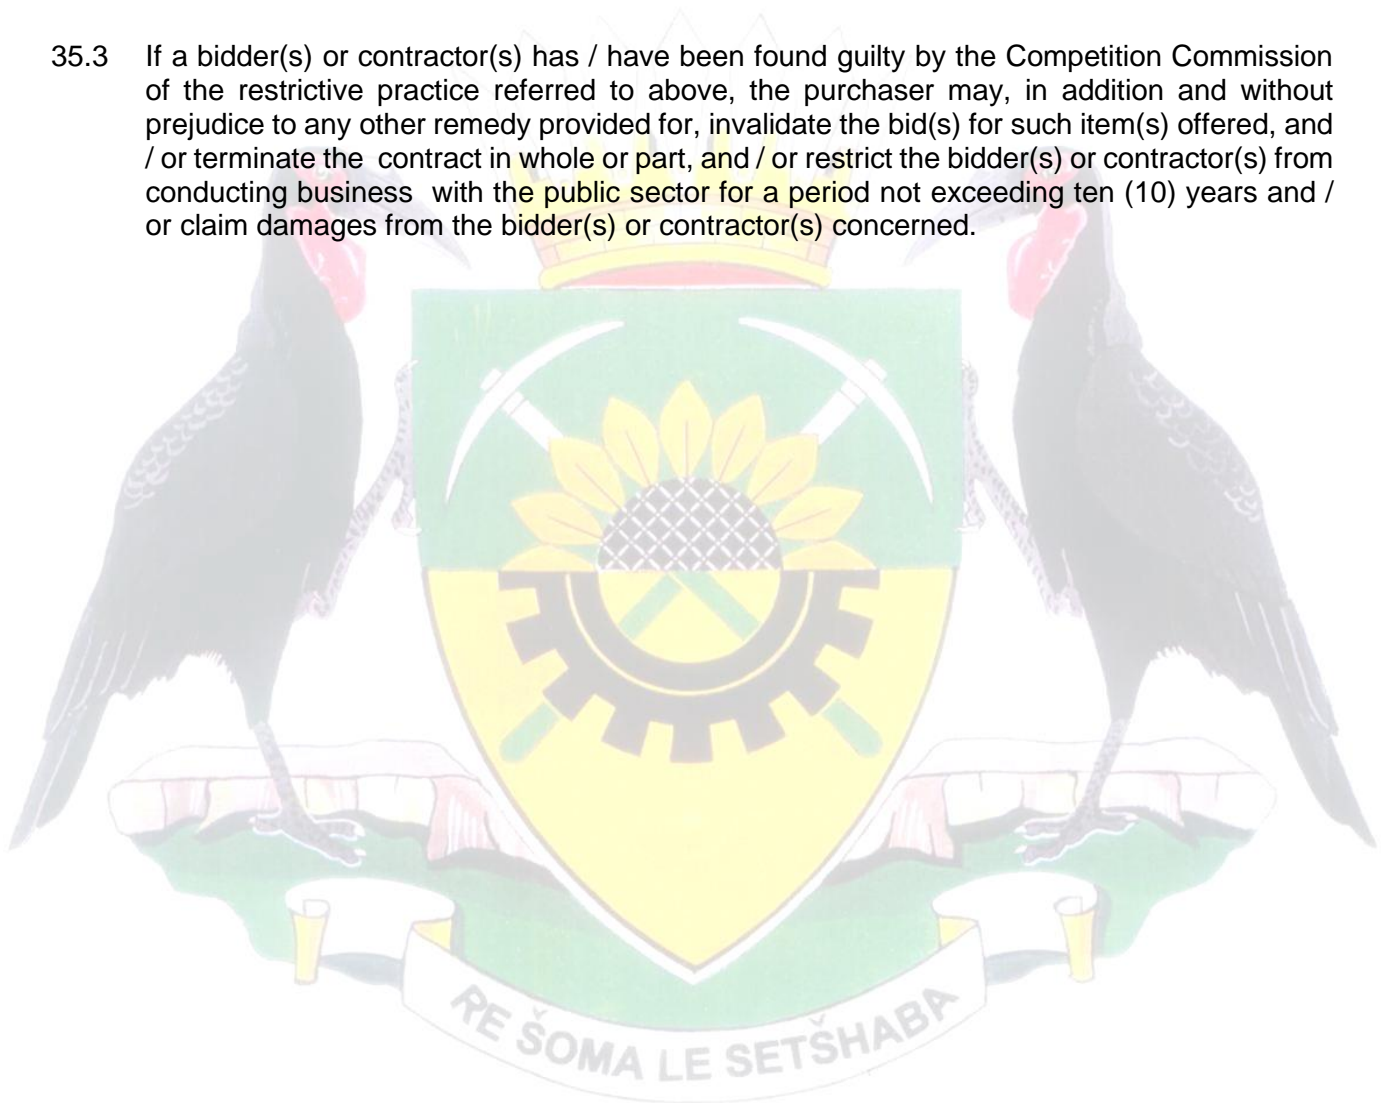 35.3 If a bidder(s) or contractor(s) has / have been found guilty by the Competition Commission
of the restrictive practice referred to above, the purchaser may, in addition and without
prejudice to any other remedy provided for, invalidate the bid(s) for such item(s) offered, and
/ or terminate the contract in whole or part, and / or restrict the bidder(s) or contractor(s) from
conducting business with the public sector for a period not exceeding ten (10) years and /
or claim damages from the bidder(s) or contractor(s) concerned.
RE ŠOMA LE SETŠHABA